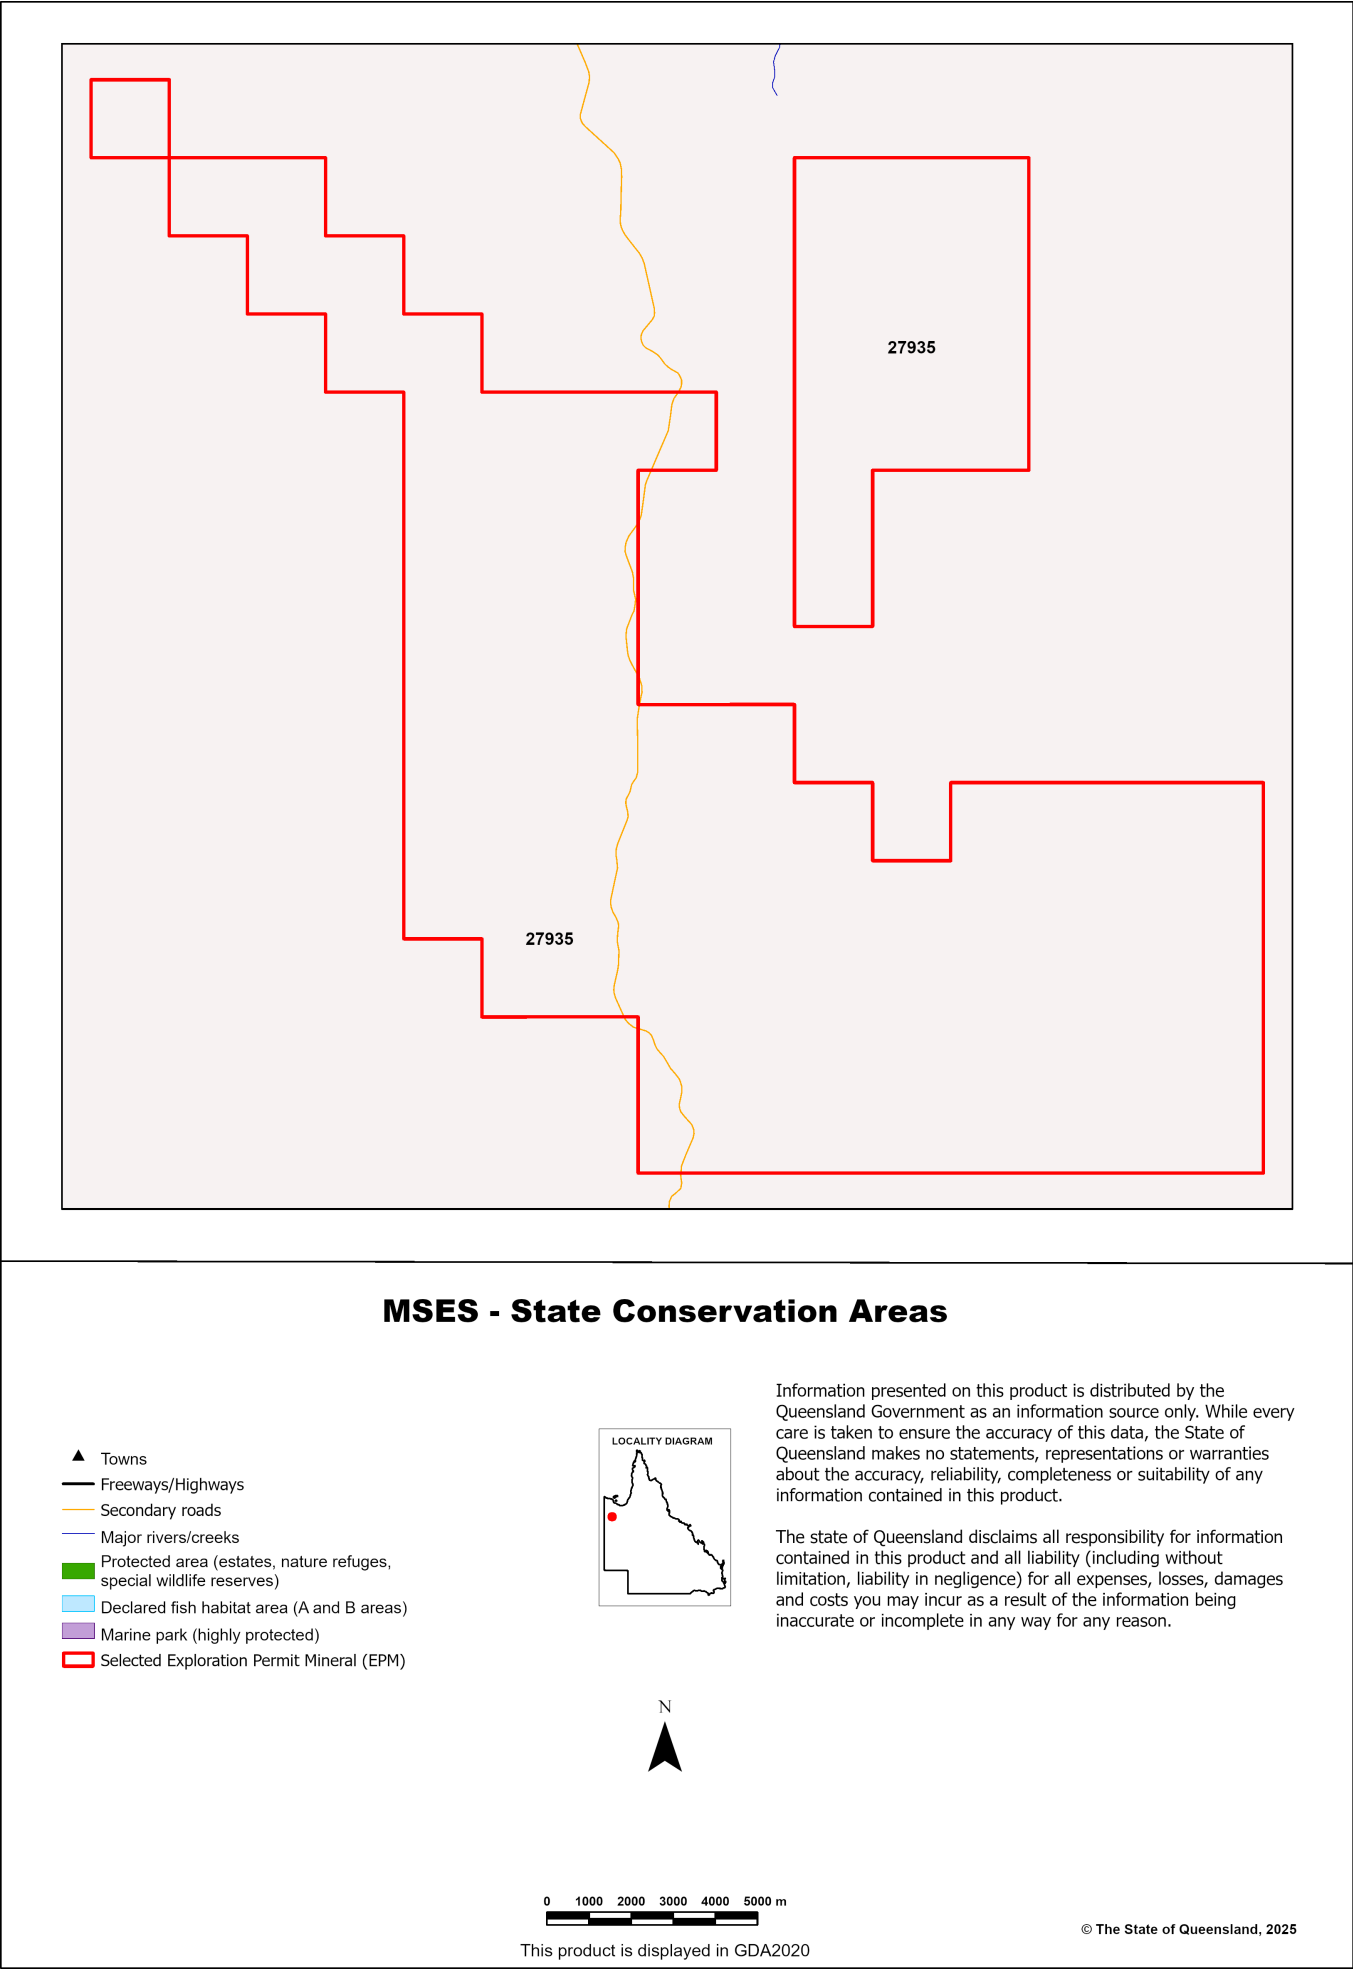 27935
27935
MSES - State Conservation Areas
Towns
Freeways/Highways
Secondary roads
Major rivers/creeks
Protected area (estates, nature refuges,
special wildlife reserves)
Declared fish habitat area (A and B areas)
Marine park (highly protected)
Selected Exploration Permit Mineral (EPM)
LOCALITY DIAGRAM
Information presented on this product is distributed by the
Queensland Government as an information source only. While every
care is taken to ensure the accuracy of this data, the State of
Queensland makes no statements, representations or warranties
about the accuracy, reliability, completeness or suitability of any
information contained in this product.
The state of Queensland disclaims all responsibility for information
contained in this product and all liability (including without
limitation, liability in negligence) for all expenses, losses, damages
and costs you may incur as a result of the information being
inaccurate or incomplete in any way for any reason.
N
0 1000 2000 3000 4000 5000 m
This product is displayed in GDA2020
© The State of Queensland, 2025